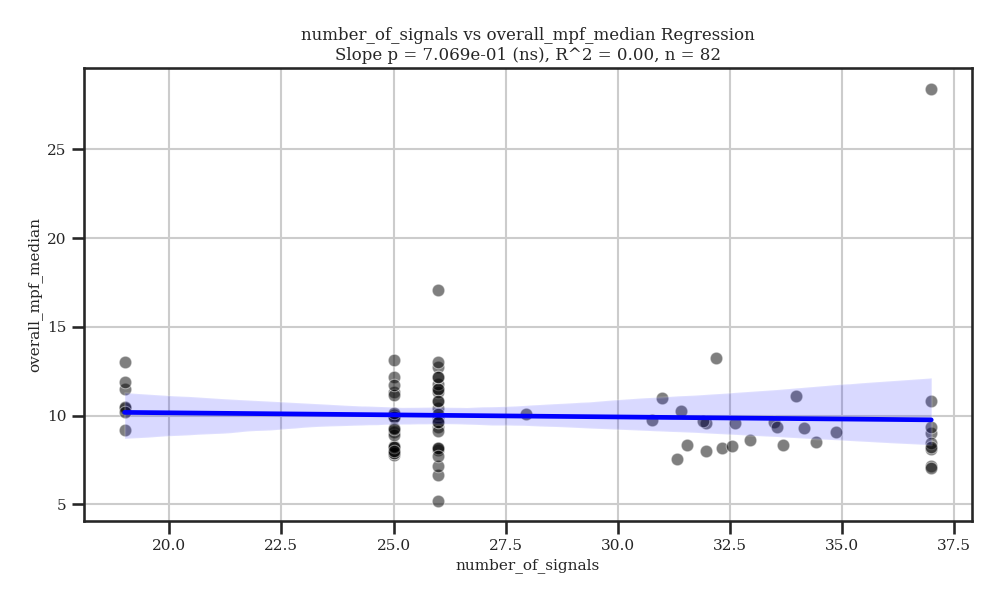 number_of_signals vs overall_mpf_median Regression
Slope p = 7.069e-01 (ns), R^2 = 0.00, n = 82
overall_mpf_median
25
20
15
10
5
20.0 22.5 25.0 27.5 30.0 32.5 35.0 37.5
number_of_signals